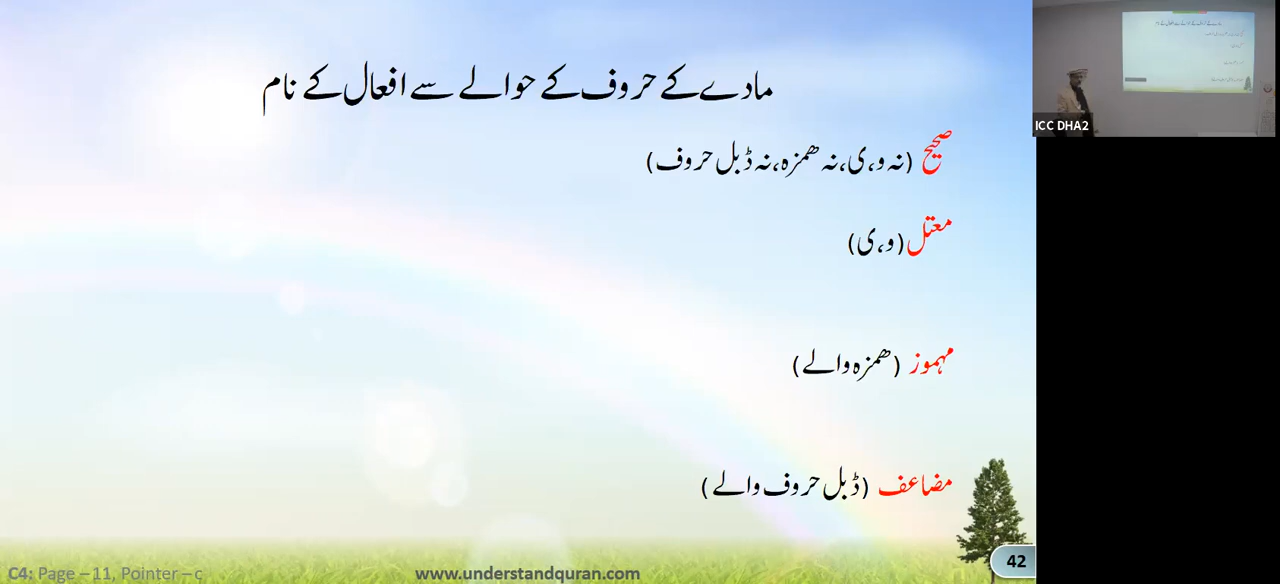 مادے کے حروف کے حوالے سے افعال کے نام
صحیح (نہ و، ی، نہ ھمزہ، نہ ڈبل حروف)
معتل (و، ی)
مہموز (ھمزہ والے)
مضاعف (ڈبل حروف والے)
42
C4: Page – 11, Pointer – c
www.understandquran.com
ICC DHA2